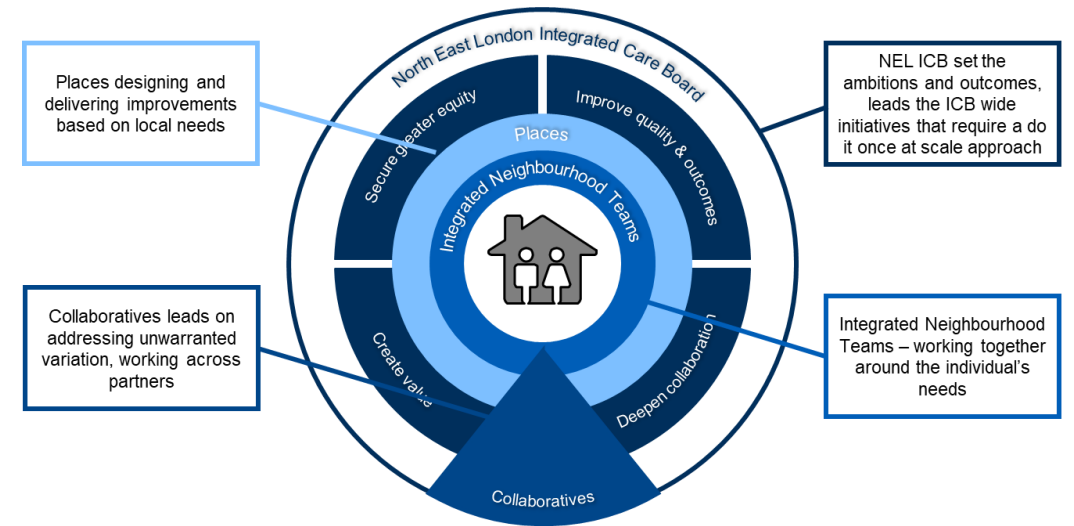 North East London Integrated Care Board
Places designing and
delivering improvements
based on local needs
NEL ICB set the
ambitions and outcomes,
leads the ICB wide
initiatives that require a do
it once at scale approach
Secure greater equity
Improve quality & outcomes
Places
Integrated Neighbourhood Teams
Collaboratives leads on
addressing unwarranted
variation, working across
partners
Integrated Neighbourhood
Teams – working together
around the individual's
needs
Create value
Deepen collaboration
Collaboratives